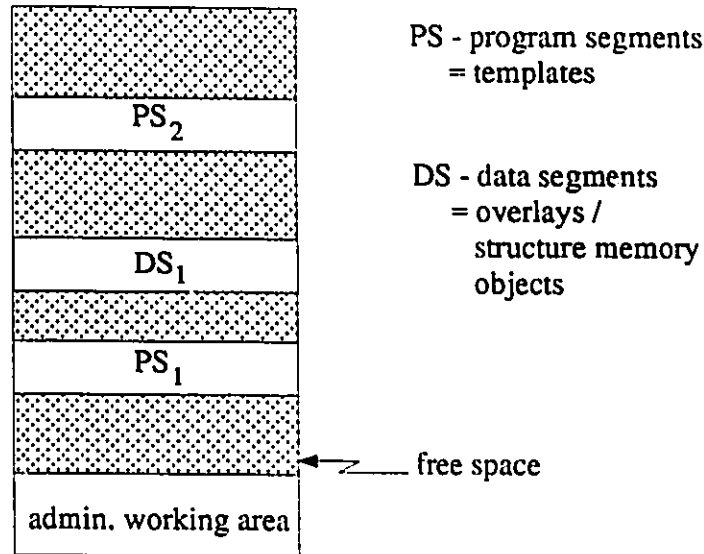 PS - program segments
= templates
PS2
DS - data segments
= overlays /
structure memory
objects
DS1
PS1
free space
admin. working area